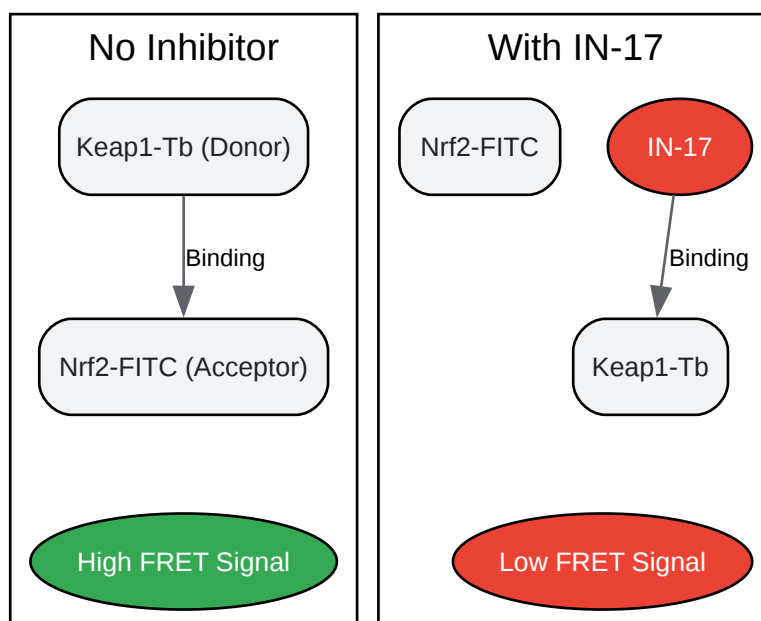 No Inhibitor
Keap1-Tb (Donor)
Binding
Nrf2-FITC (Acceptor)
High FRET Signal
With IN-17
Nrf2-FITC
IN-17
Binding
Keap1-Tb
Low FRET Signal